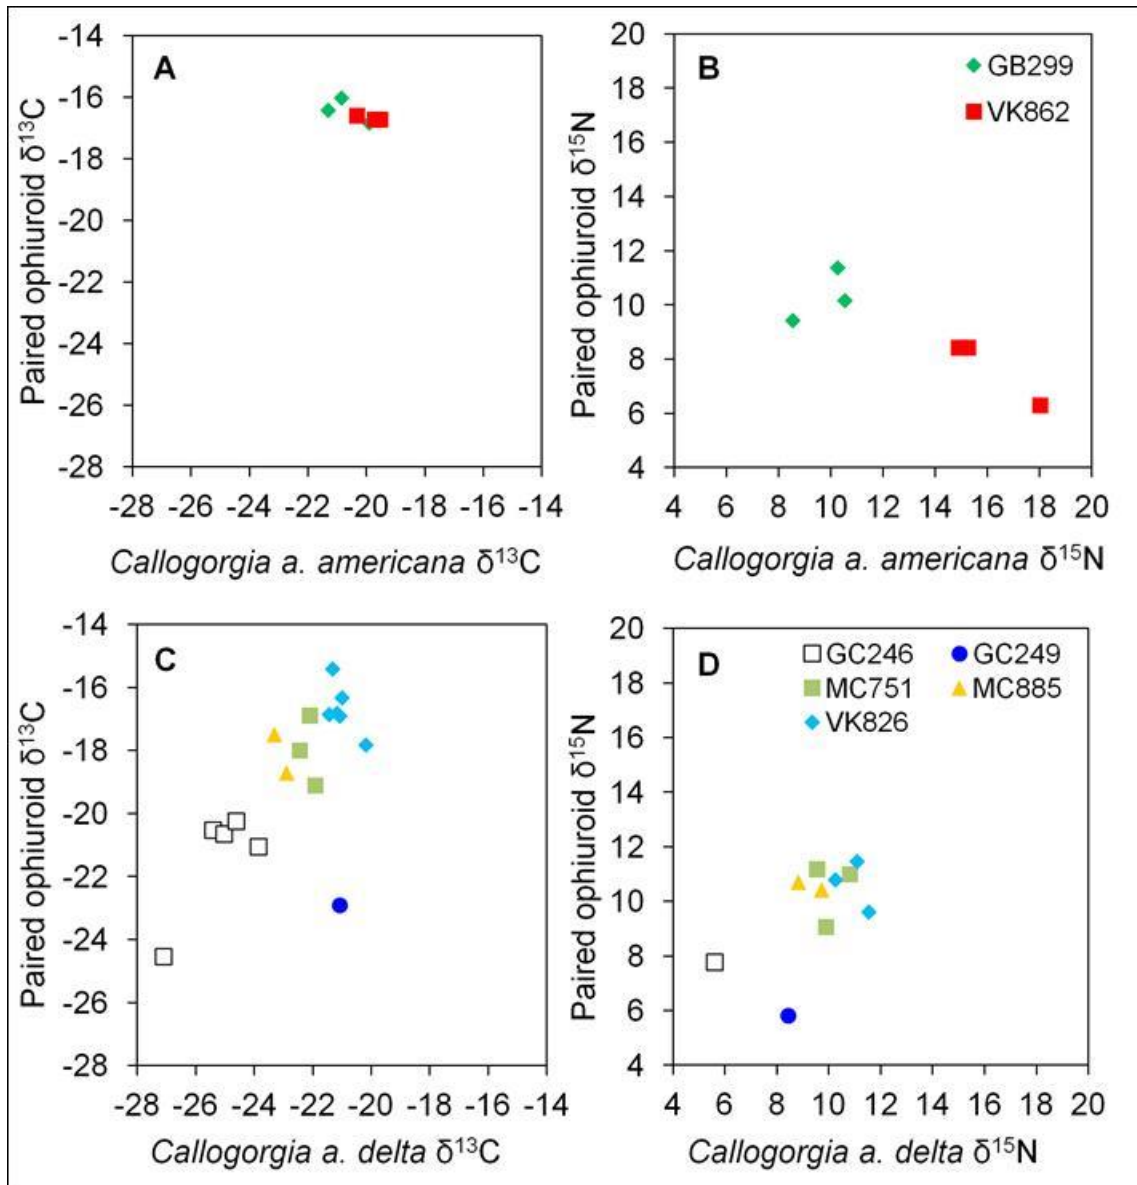 A
-14
-16
-18
-20
-22
-24
-26
-28
Paired ophiuroid δ¹³C
-28 -26 -24 -22 -20 -18 -16 -14
Callogorgia a. americana δ¹³C
B
GB299
VK862
20
18
16
14
12
10
8
6
4
Paired ophiuroid δ¹⁵N
4 6 8 10 12 14 16 18 20
Callogorgia a. americana δ¹⁵N
C
-14
-16
-18
-20
-22
-24
-26
-28
Paired ophiuroid δ¹³C
-28 -26 -24 -22 -20 -18 -16 -14
Callogorgia a. delta δ¹³C
D
GC246 GC249
MC751 MC885
VK826
20
18
16
14
12
10
8
6
4
Paired ophiuroid δ¹⁵N
4 6 8 10 12 14 16 18 20
Callogorgia a. delta δ¹⁵N